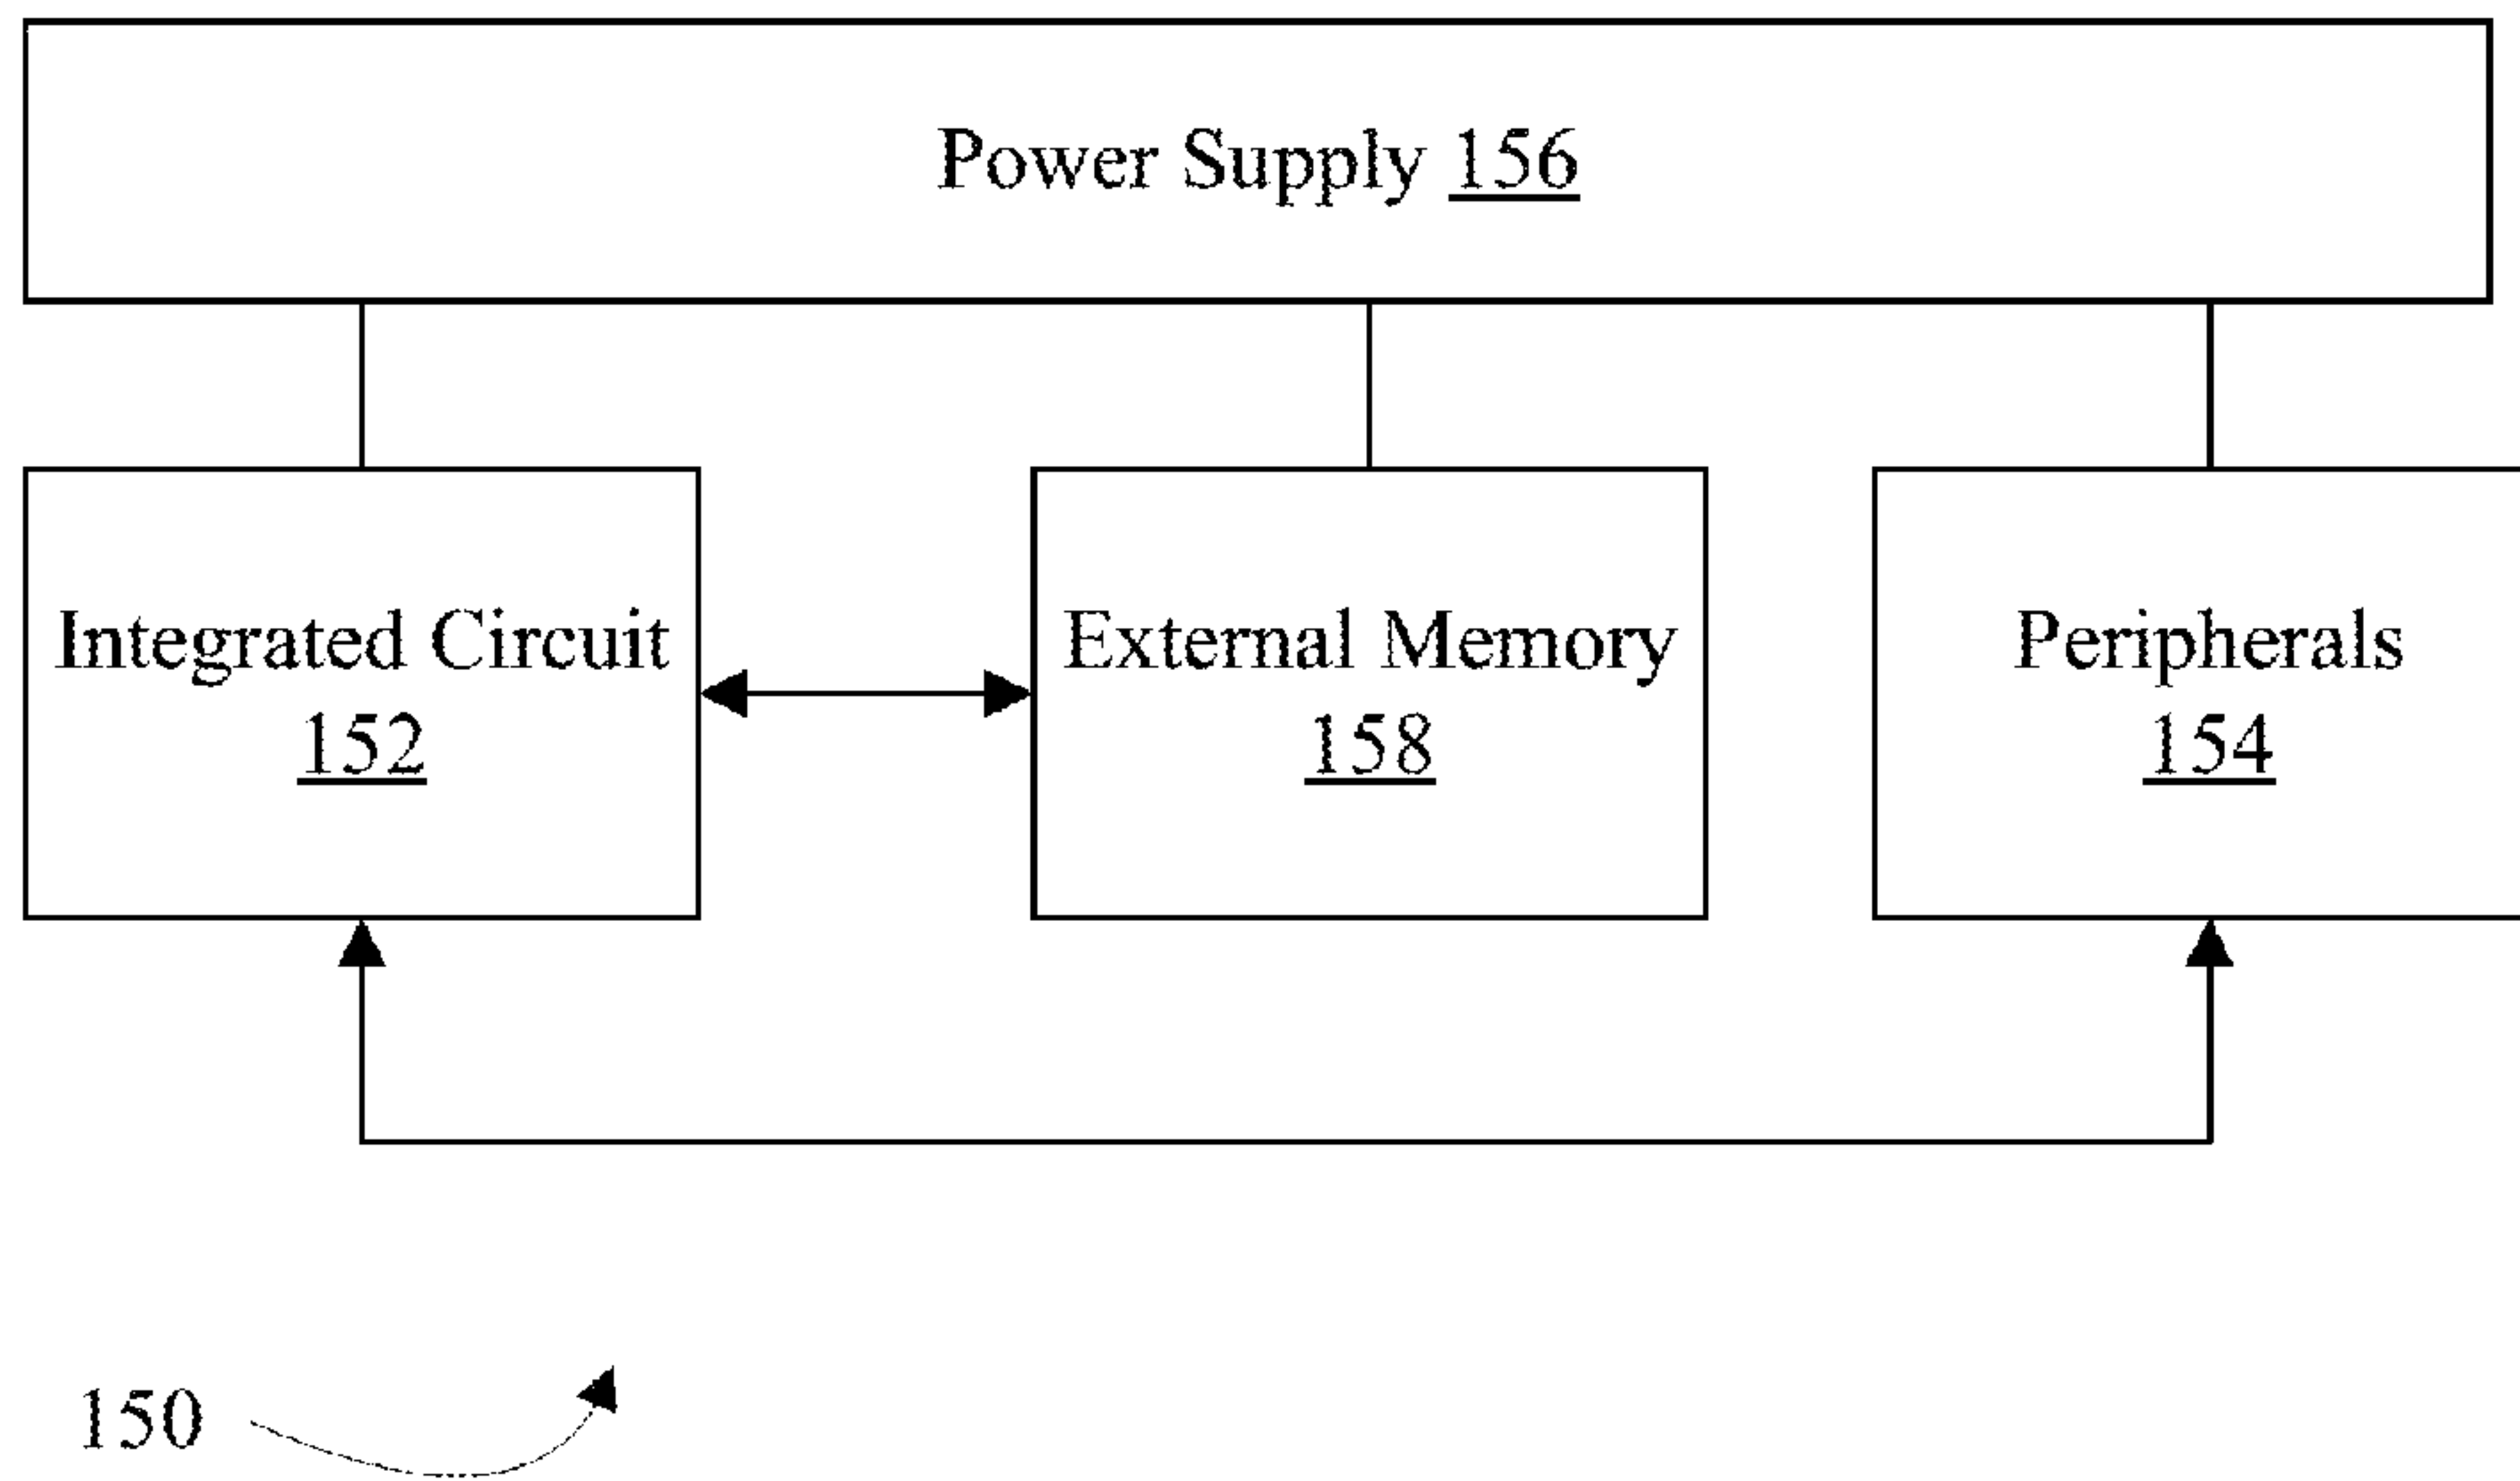 Power Supply 156
Integrated Circuit
152
External Memory
158
Peripherals
154
150